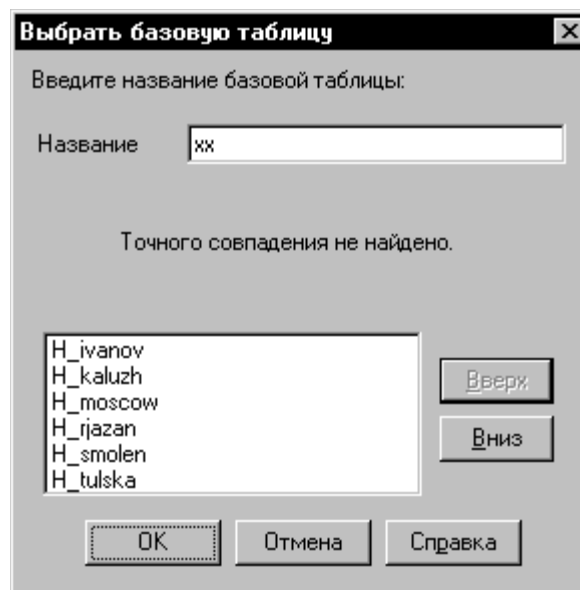 Выбрать базовую таблицу
Введите название базовой таблицы:
Название xx
Точного совпадения не найдено.
H_ivanov
H_kaluzh
H_moscow
H_rjazan
H_smolen
H_tulska
Вверх
Вниз
OK Отмена Справка